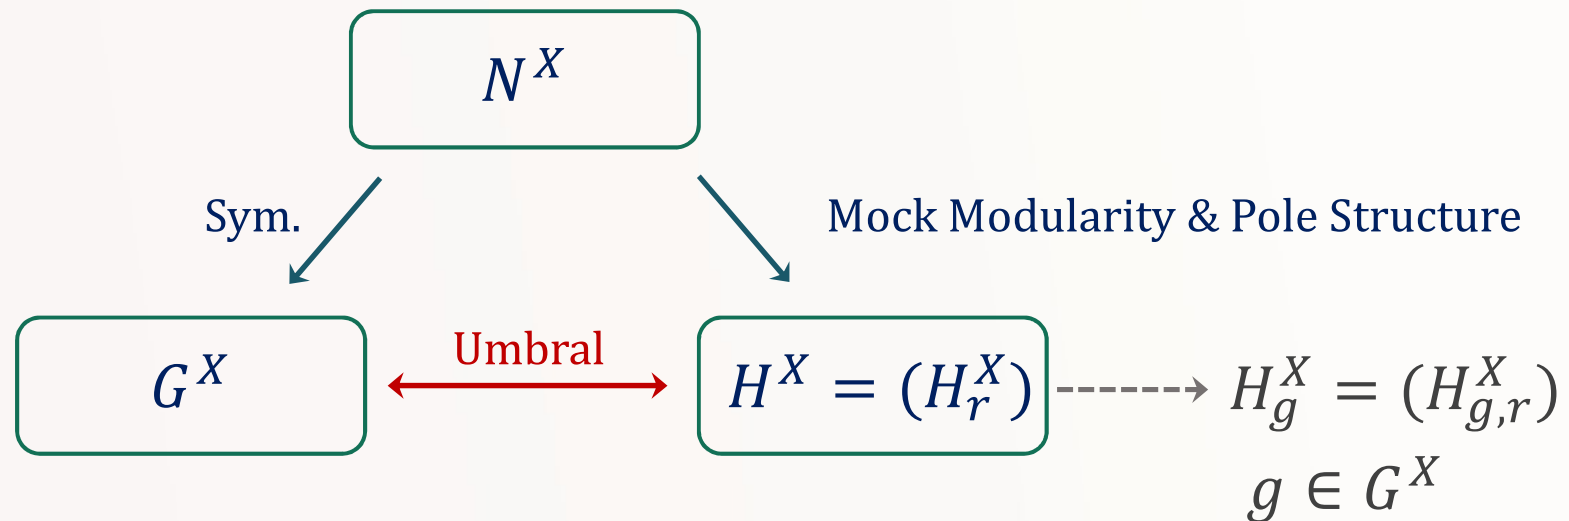 N^X
Sym.
Mock Modularity & Pole Structure
Umbral
G^X
H^X = (H_r^X)
H_g^X = (H_{g,r}^X)
g ∈ G^X